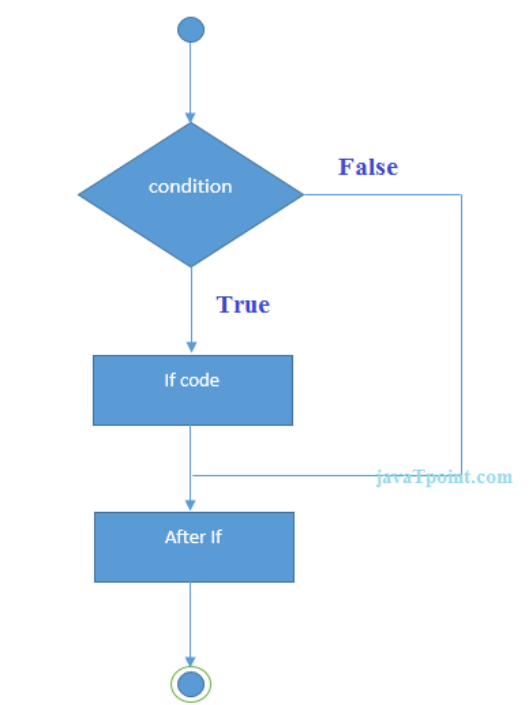 condition
False
True
If code
javaTpoint.com
After If